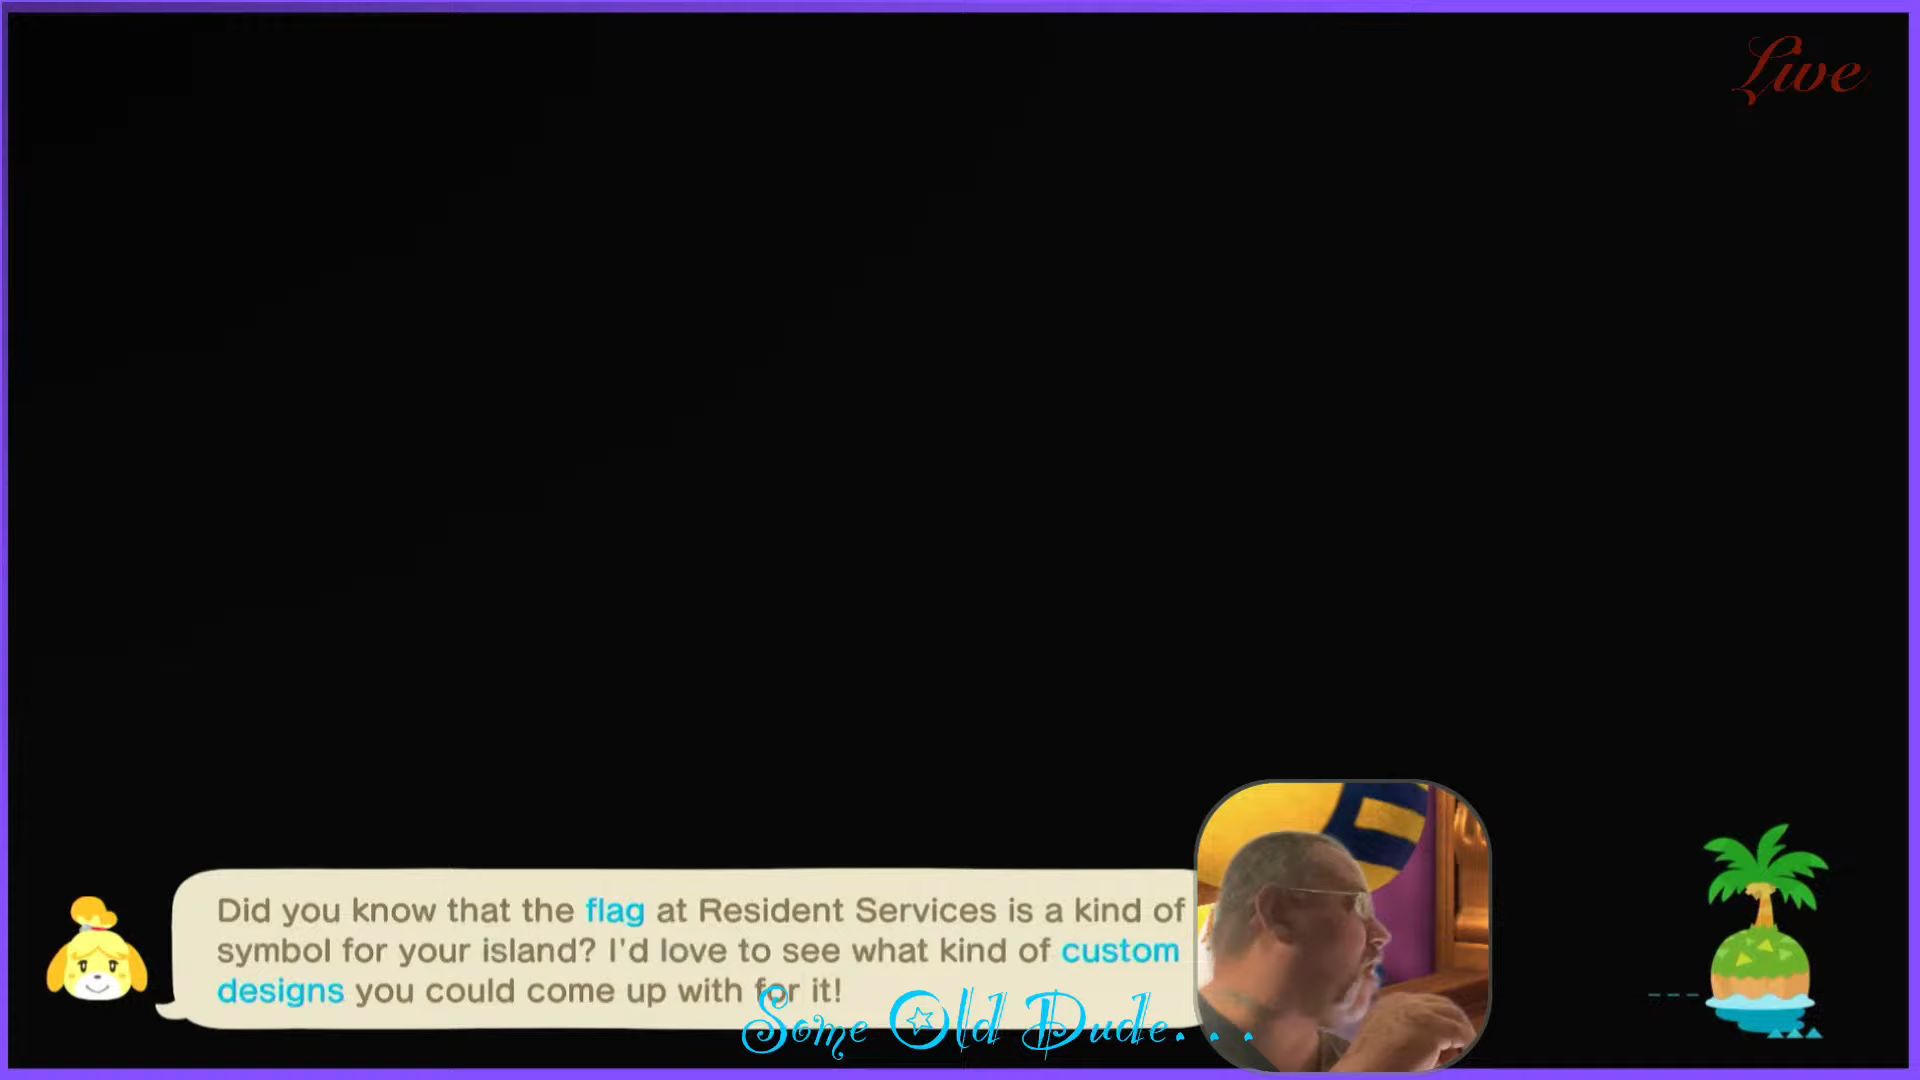 Live
Did you know that the flag at Resident Services is a kind of
symbol for your island? I'd love to see what kind of custom
designs you could come up with for it!
Some Old Dude...